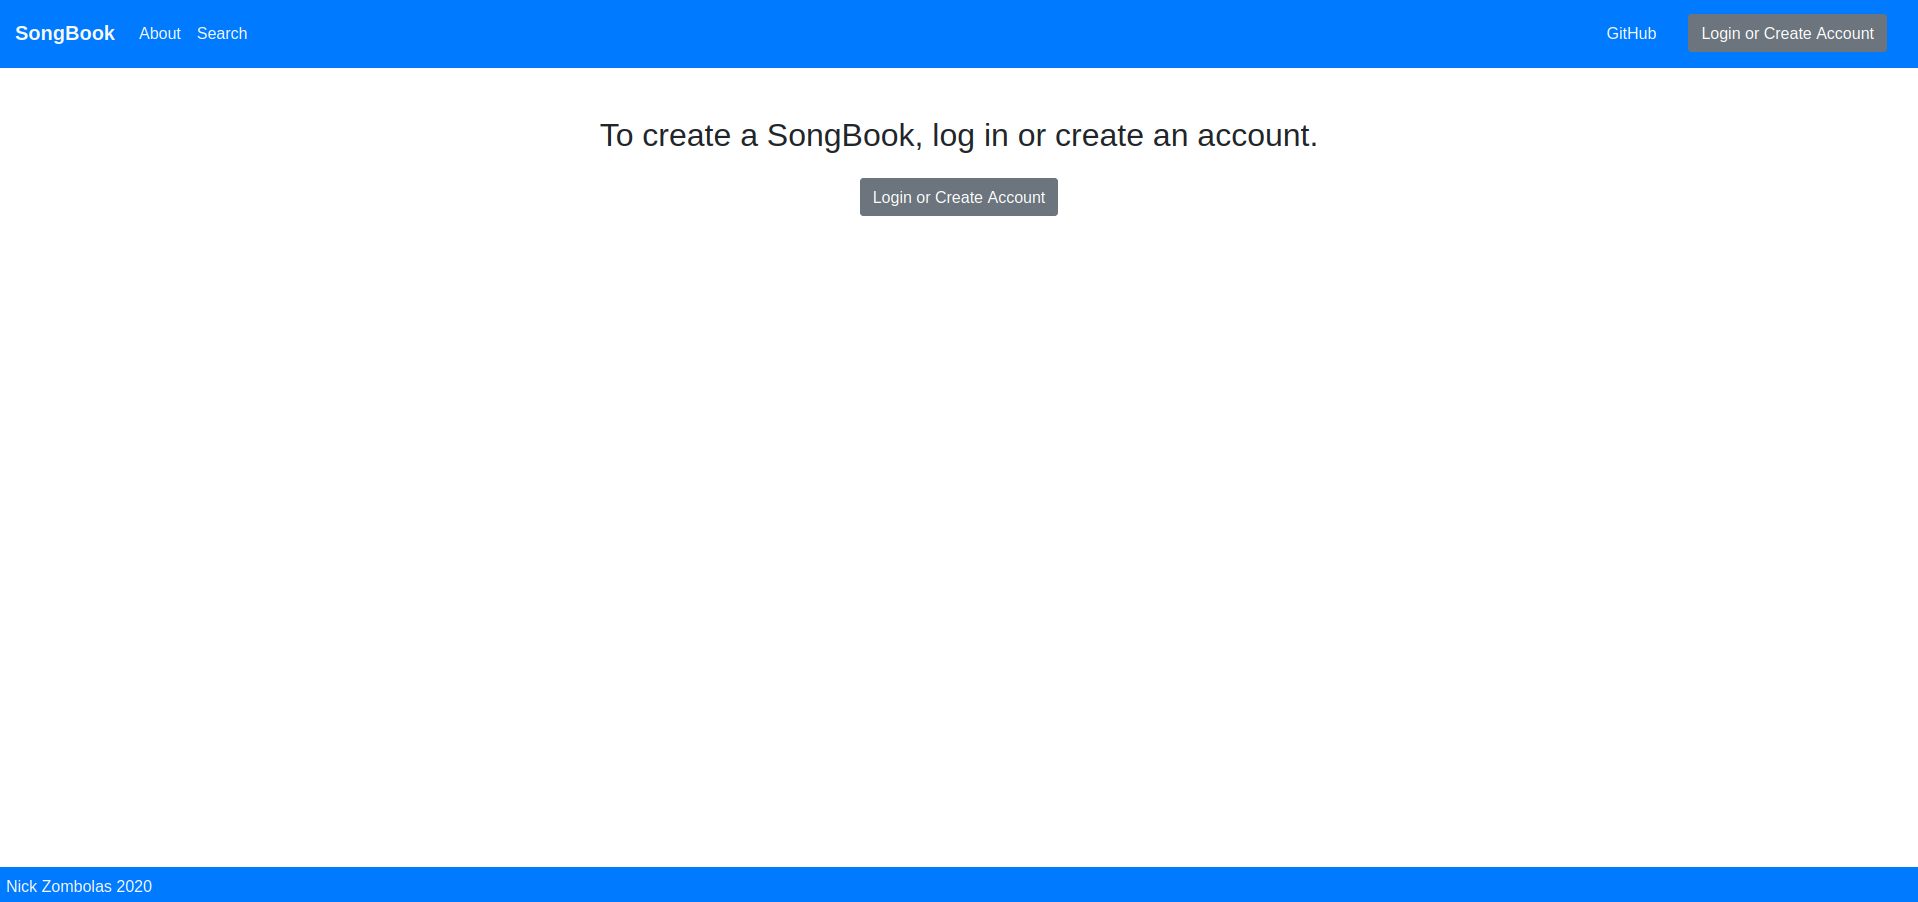 SongBook About Search GitHub Login or Create Account
To create a SongBook, log in or create an account.
Login or Create Account
Nick Zombolas 2020